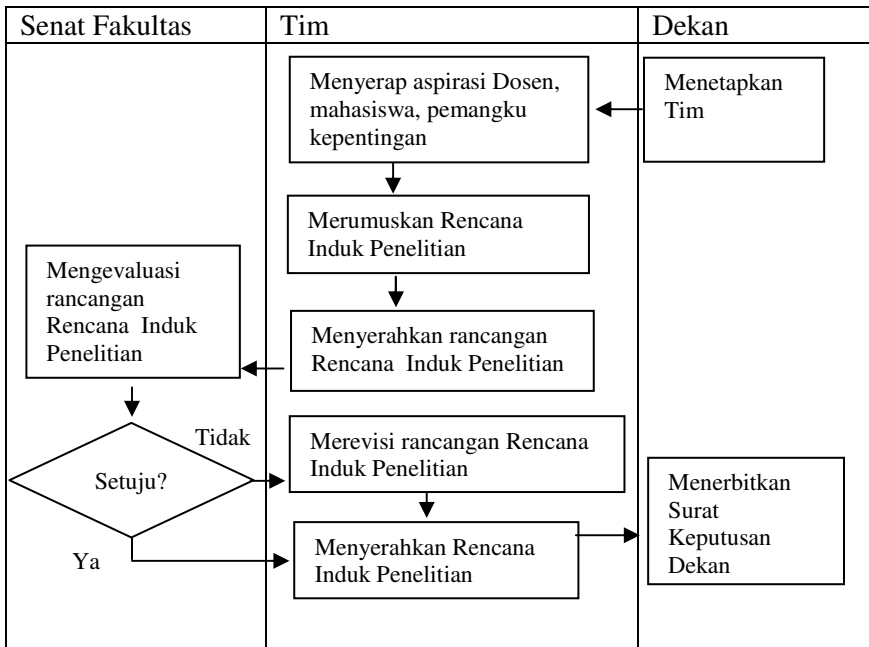 Senat Fakultas
Tim
Dekan
Menyerap aspirasi Dosen,
mahasiswa, pemangku
kepentingan
Menetapkan
Tim
Merumuskan Rencana
Induk Penelitian
Mengevaluasi
rancangan
Rencana Induk
Penelitian
Menyerahkan rancangan
Rencana Induk Penelitian
Tidak
Setuju?
Ya
Merevisi rancangan Rencana
Induk Penelitian
Menyerahkan Rencana
Induk Penelitian
Menerbitkan
Surat
Keputusan
Dekan